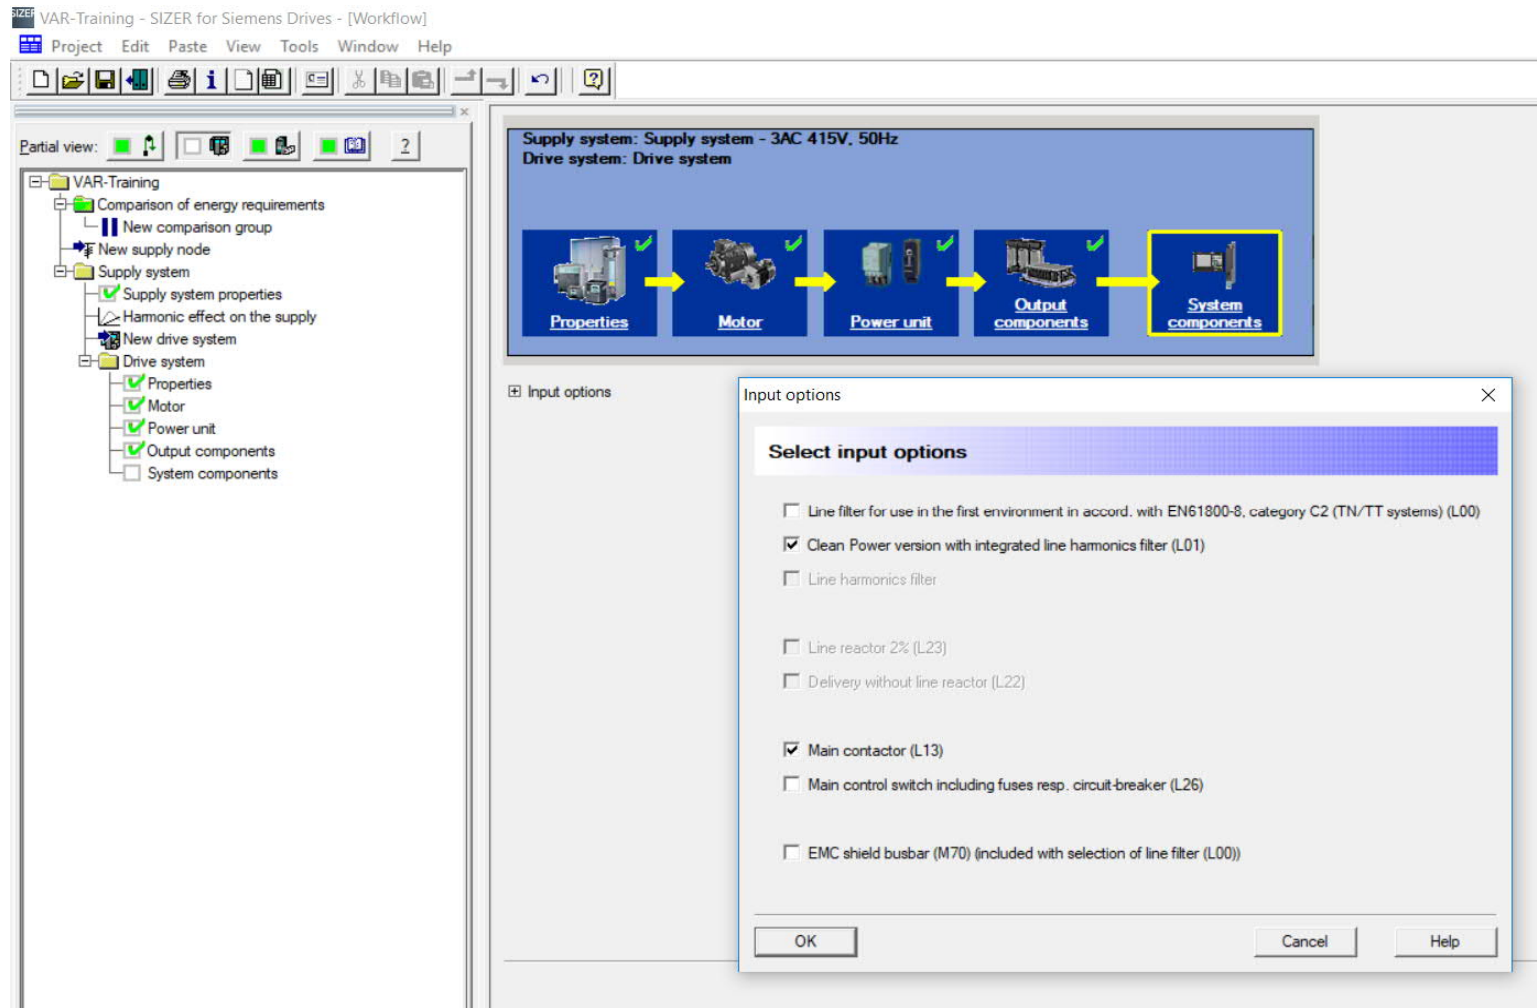 SIZER VAR-Training - SIZER for Siemens Drives - [Workflow]
Project Edit Paste View Tools Window Help
Partial view: ?
VAR-Training
Comparison of energy requirements
New comparison group
New supply node
Supply system
Supply system properties
Harmonic effect on the supply
New drive system
Drive system
Properties
Motor
Power unit
Output components
System components
Supply system: Supply system - 3AC 415V, 50Hz
Drive system: Drive system
Properties
Motor
Power unit
Output
components
System
components
Input options
Input options
Select input options
Line filter for use in the first environment in accord. with EN61800-8, category C2 (TN/TT systems) (L00)
Clean Power version with integrated line harmonics filter (L01)
Line harmonics filter
Line reactor 2% (L23)
Delivery without line reactor (L22)
Main contactor (L13)
Main control switch including fuses resp. circuit-breaker (L26)
EMC shield busbar (M70) (included with selection of line filter (L00))
OK Cancel Help